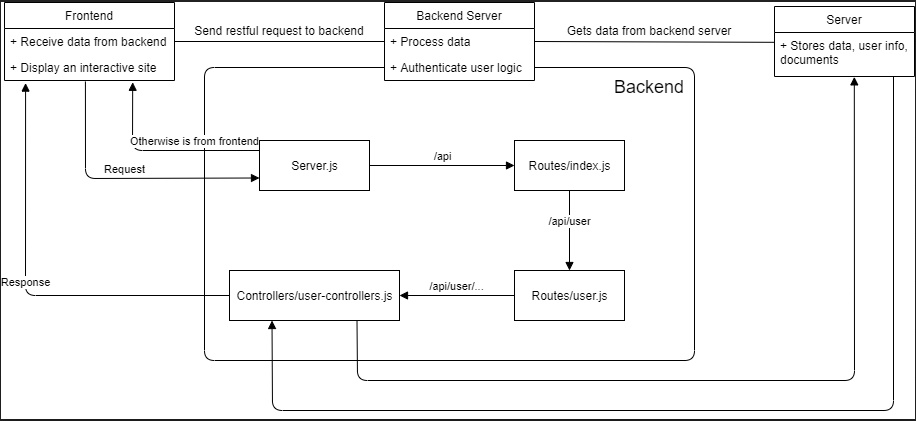 Frontend
+ Receive data from backend
+ Display an interactive site
Send restful request to backend
Backend Server
+ Process data
+ Authenticate user logic
Gets data from backend server
Server
+ Stores data, user info,
documents
Backend
Otherwise is from frontend
Request
Server.js
/api
Routes/index.js
/api/user
Response
Controllers/user-controllers.js
/api/user/...
Routes/user.js